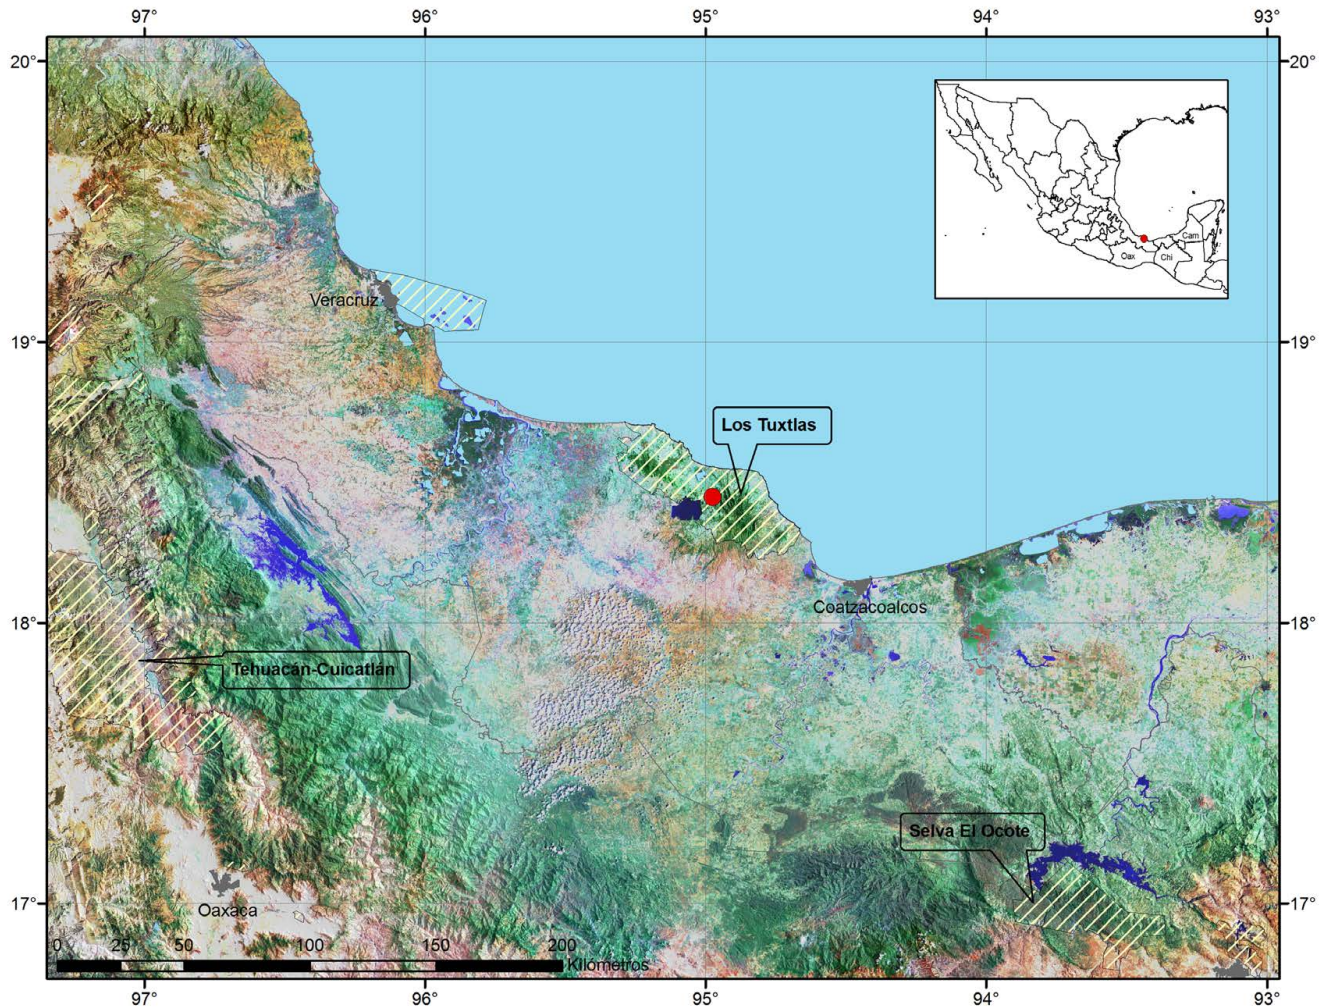 97° 96° 95° 94° 93°
20° 20°
Cam
Oax Chi
Veracruz
19° 19°
Los Tuxtlas
Coatzacoalcos
18° 18°
Tehuacán-Cuicatlán
Selva El Ocote
17° 17°
Oaxaca
0 25 50 100 150 200
Kilómetros
97° 96° 95° 94° 93°